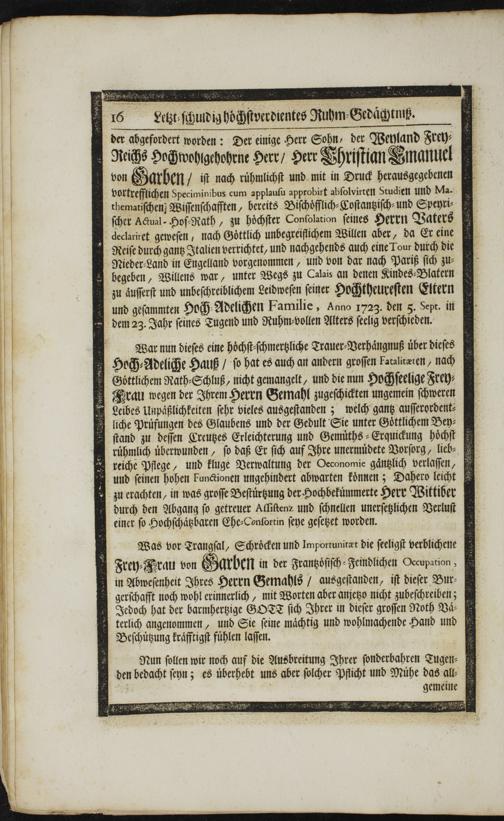 16 Letzt-schuldig höchstverdientes Ruhm-Gedächtniß.
der abgefordert worden: Der einige Herr Sohn, der Weyland Frey-
Reichs Hochwohlgebohrne Herr/ Herr Christian Emanuel
von Garben/ ist nach rühmlichst und mit in Druck herausgegebenen
vortrefflichen Speciminibus cum applausu approbirt absolvirten Studien und Ma-
thematischen Wissenschafften, bereits Bischöfflich-Costantzisch- und Speyri-
scher Actual-Hof-Rath, zu höchster Consolation seines Herrn Vaters
declariret gewesen, nach Göttlich unbegreiflichem Willen aber, da Er eine
Reise durch gantz Italien verrichtet, und nachgehends auch eine Tour durch die
Nieder-Land in Engelland vorgenommen, und von dar nach Pariß sich zu-
begeben, Willens war, unter Wegs zu Calais an denen Kindes-Blatern
zu äusserst und unbeschreiblichem Leidwesen seiner Hochtheuresten Eltern
und gesammten Hoch-Adelichen Familie, Anno 1723. den 5. Sept. in
dem 23. Jahr seines Tugend und Ruhm-vollen Alters seelig verschieden.
War nun dieses eine höchst-schmertzliche Trauer-Verhängnuß über dieses
Hoch-Adeliche Hauß/ so hat es auch an andern grossen Fatalitæten, nach
Göttlichem Rath-Schluß, nicht gemangelt, und die nun Hochseelige Frey-
Frau wegen der Ihrem Herrn Gemahl zugeschickten ungemein schweren
Leibes Unpäßlichkeiten sehr vieles ausgestanden; welch gantz ausserordent-
liche Prüfungen des Glaubens und der Gedult Sie unter Göttlichem Bey-
stand zu dessen Creutzes Erleichterung und Gemüths-Erquickung höchst
rühmlich überwunden, so daß Er sich auf Ihre unermüdete Vorsorg, lieb-
reiche Pflege, und kluge Verwaltung der Oeconomie gäntzlich verlassen,
und seinen hohen Functionen ungehindert abwarten können; Dahero leicht
zu erachten, in was grosse Bestürtzung der Hochbekümmerte Herr Wittiber
durch den Abgang so getreuer Assistenz und schnellen unersetzlichen Verlust
einer so Hochschätzbaren Ehe-Consortin seye gesetzet worden.
Was vor Trangsal, Schröcken und Importunitæt die seeligst verblichene
Frey-Frau von Garben in der Frantzösisch-Feindlichen Occupation,
in Abwesenheit Ihres Herrn Gemahls/ ausgestanden, ist dieser Bur-
gerschafft noch wohl erinnerlich, mit Worten aber anjetzo nicht zubeschreiben;
Jedoch hat der barmhertzige GOTT sich Ihrer in dieser grossen Noth Vä-
terlich angenommen, und Sie seine mächtig und wohlmachende Hand und
Beschützung kräfftigst fühlen lassen.
Nun sollen wir noch auf die Ausbreitung Ihrer sonderbahren Tugen-
den bedacht seyn; es überhebt uns aber solcher Pflicht und Mühe das all-
gemeine